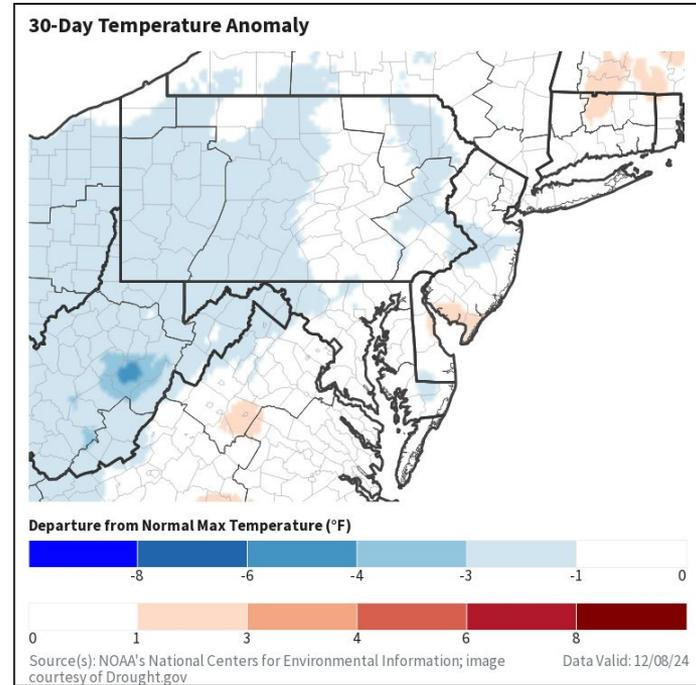 30-Day Temperature Anomaly
Departure from Normal Max Temperature (°F)
-8 -6 -4 -3 -1 0
0 1 3 4 6 8
Source(s): NOAA's National Centers for Environmental Information; image
courtesy of Drought.gov
Data Valid: 12/08/24